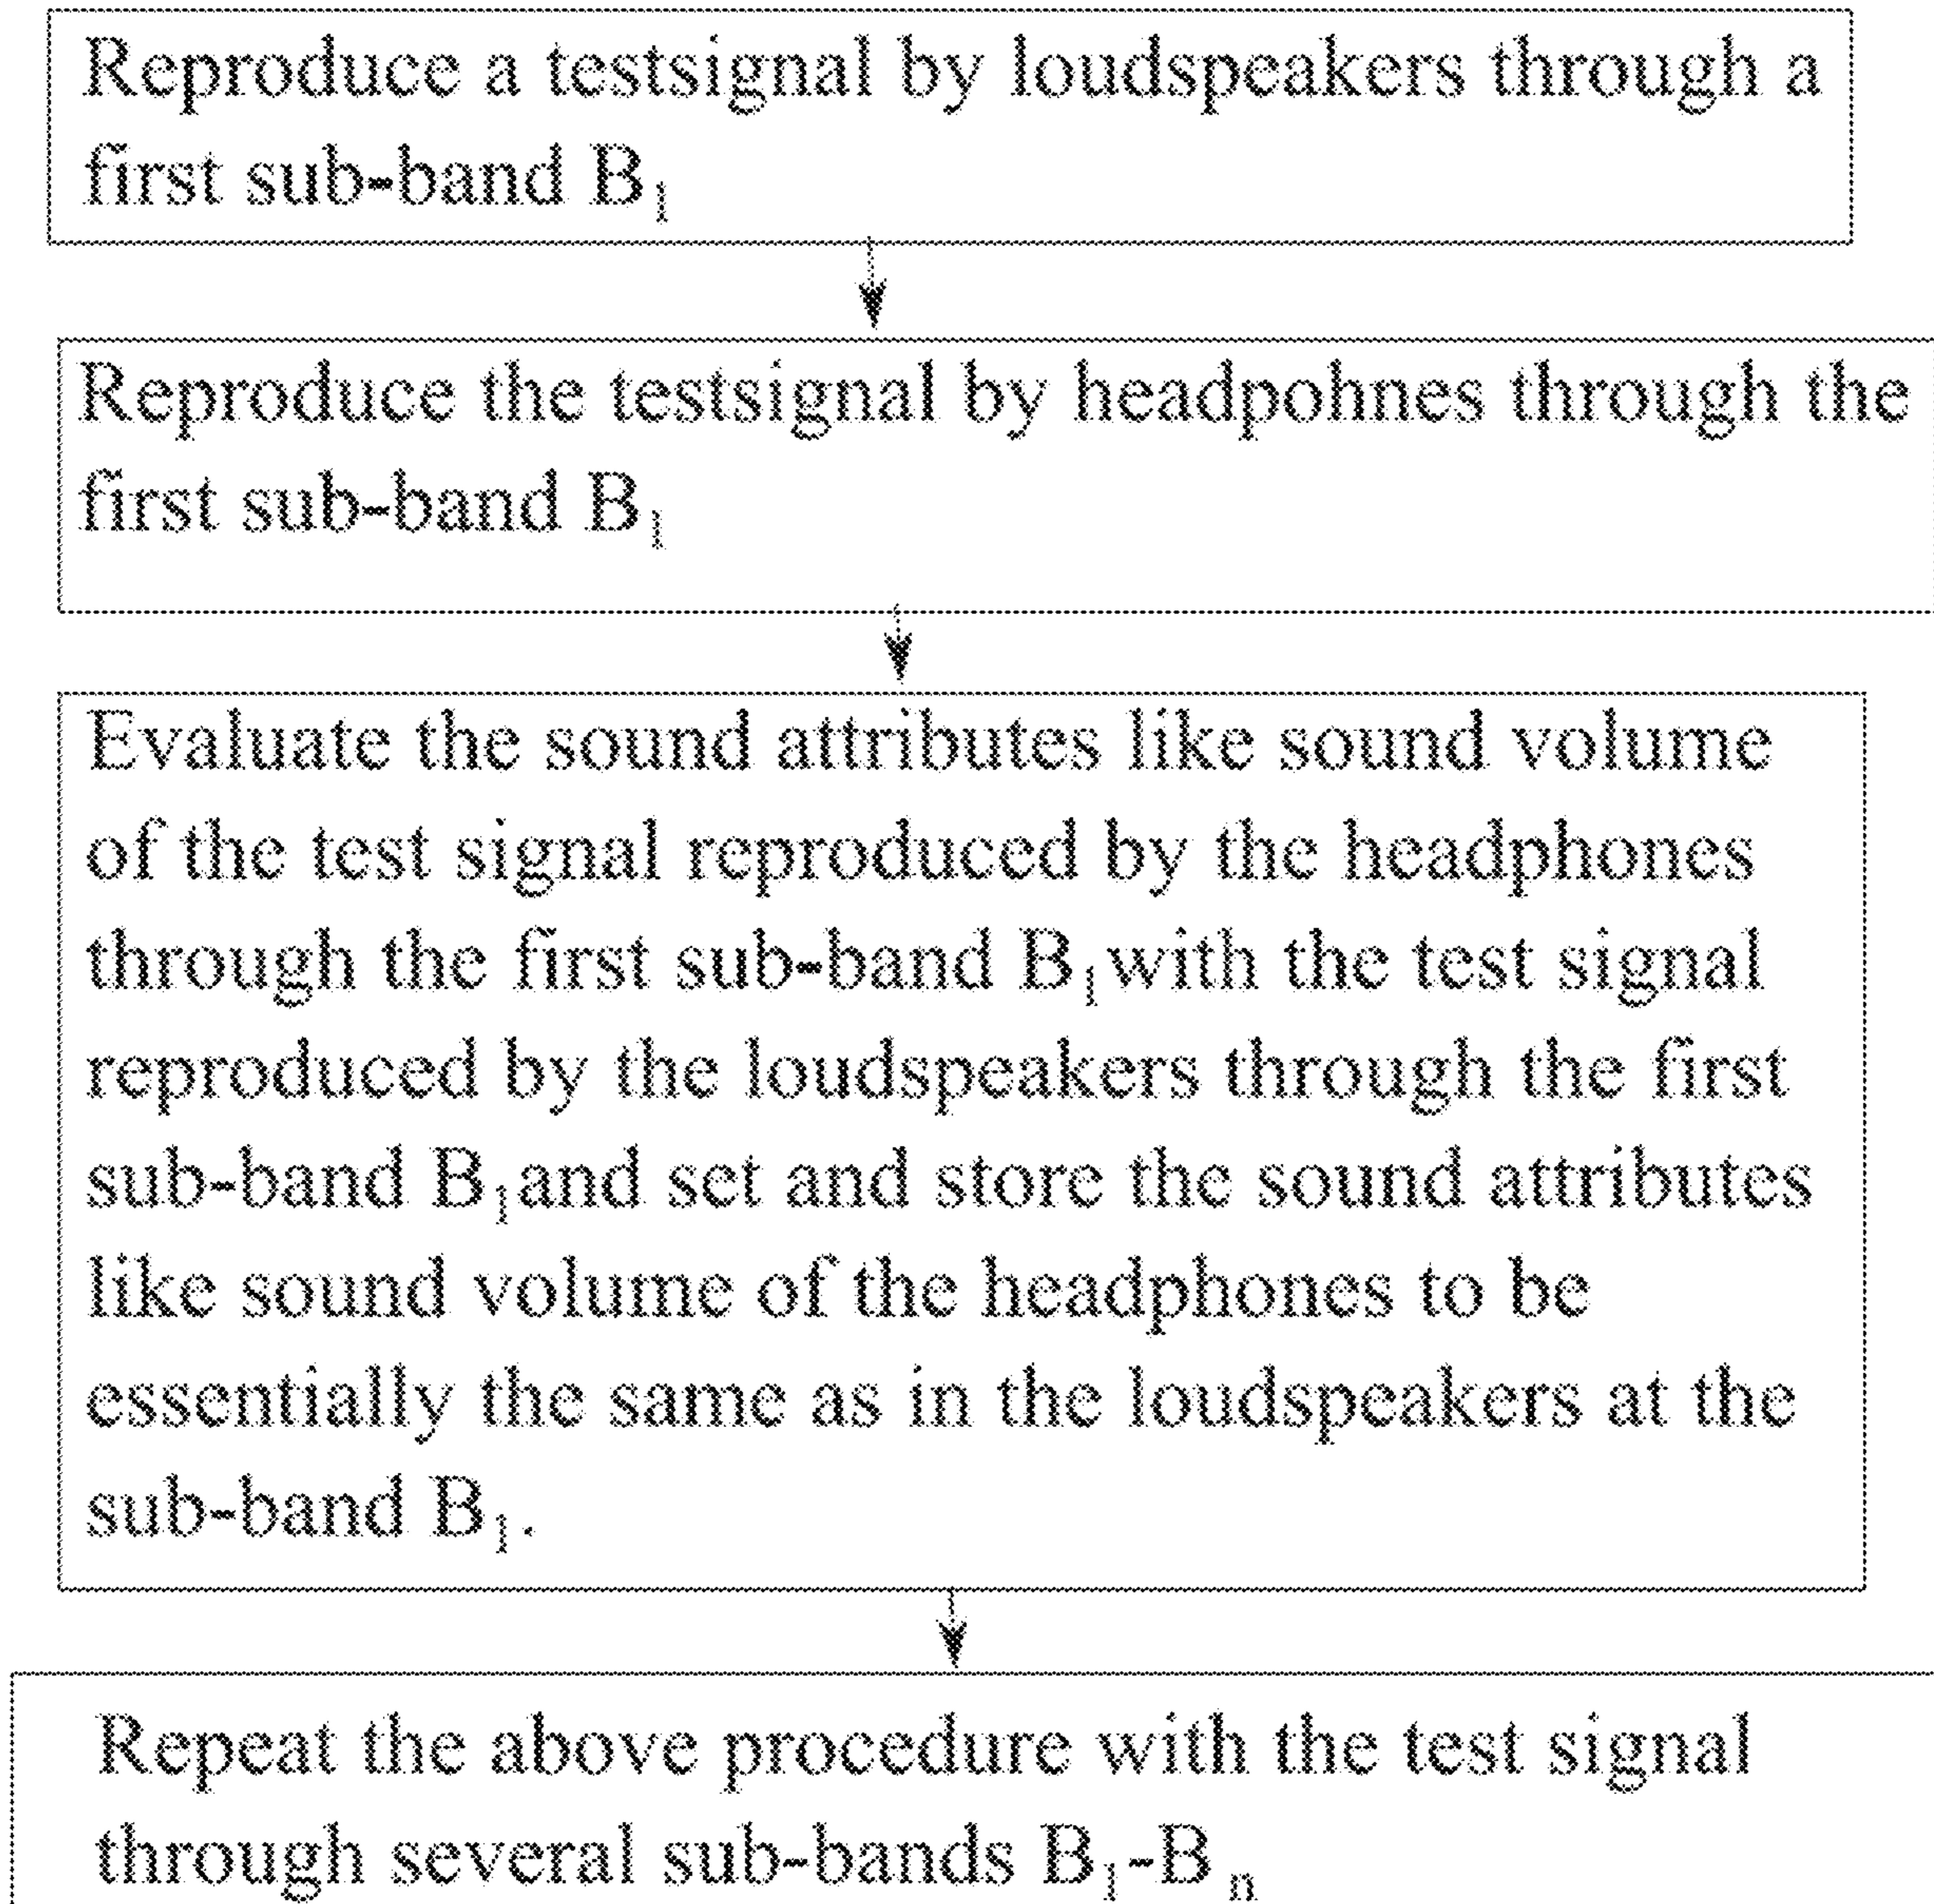 Reproduce a testsignal by loudspeakers through a
first sub-band B₁
Reproduce the testsignal by headpohnes through the
first sub-band B₁
Evaluate the sound attributes like sound volume
of the test signal reproduced by the headphones
through the first sub-band B₁with the test signal
reproduced by the loudspeakers through the first
sub-band B₁and set and store the sound attributes
like sound volume of the headphones to be
essentially the same as in the loudspeakers at the
sub-band B₁.
Repeat the above procedure with the test signal
through several sub-bands B₁-Bₙ